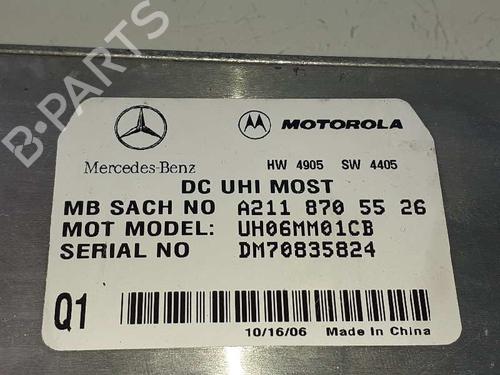 B-PARTS
MOTOROLA
Mercedes-Benz
HW 4905 SW 4405
DC UHI MOST
MB SACH NO A211 870 55 26
MOT MODEL: UH06MM01CB
SERIAL NO DM70835824
Q1
10/16/06 Made In China